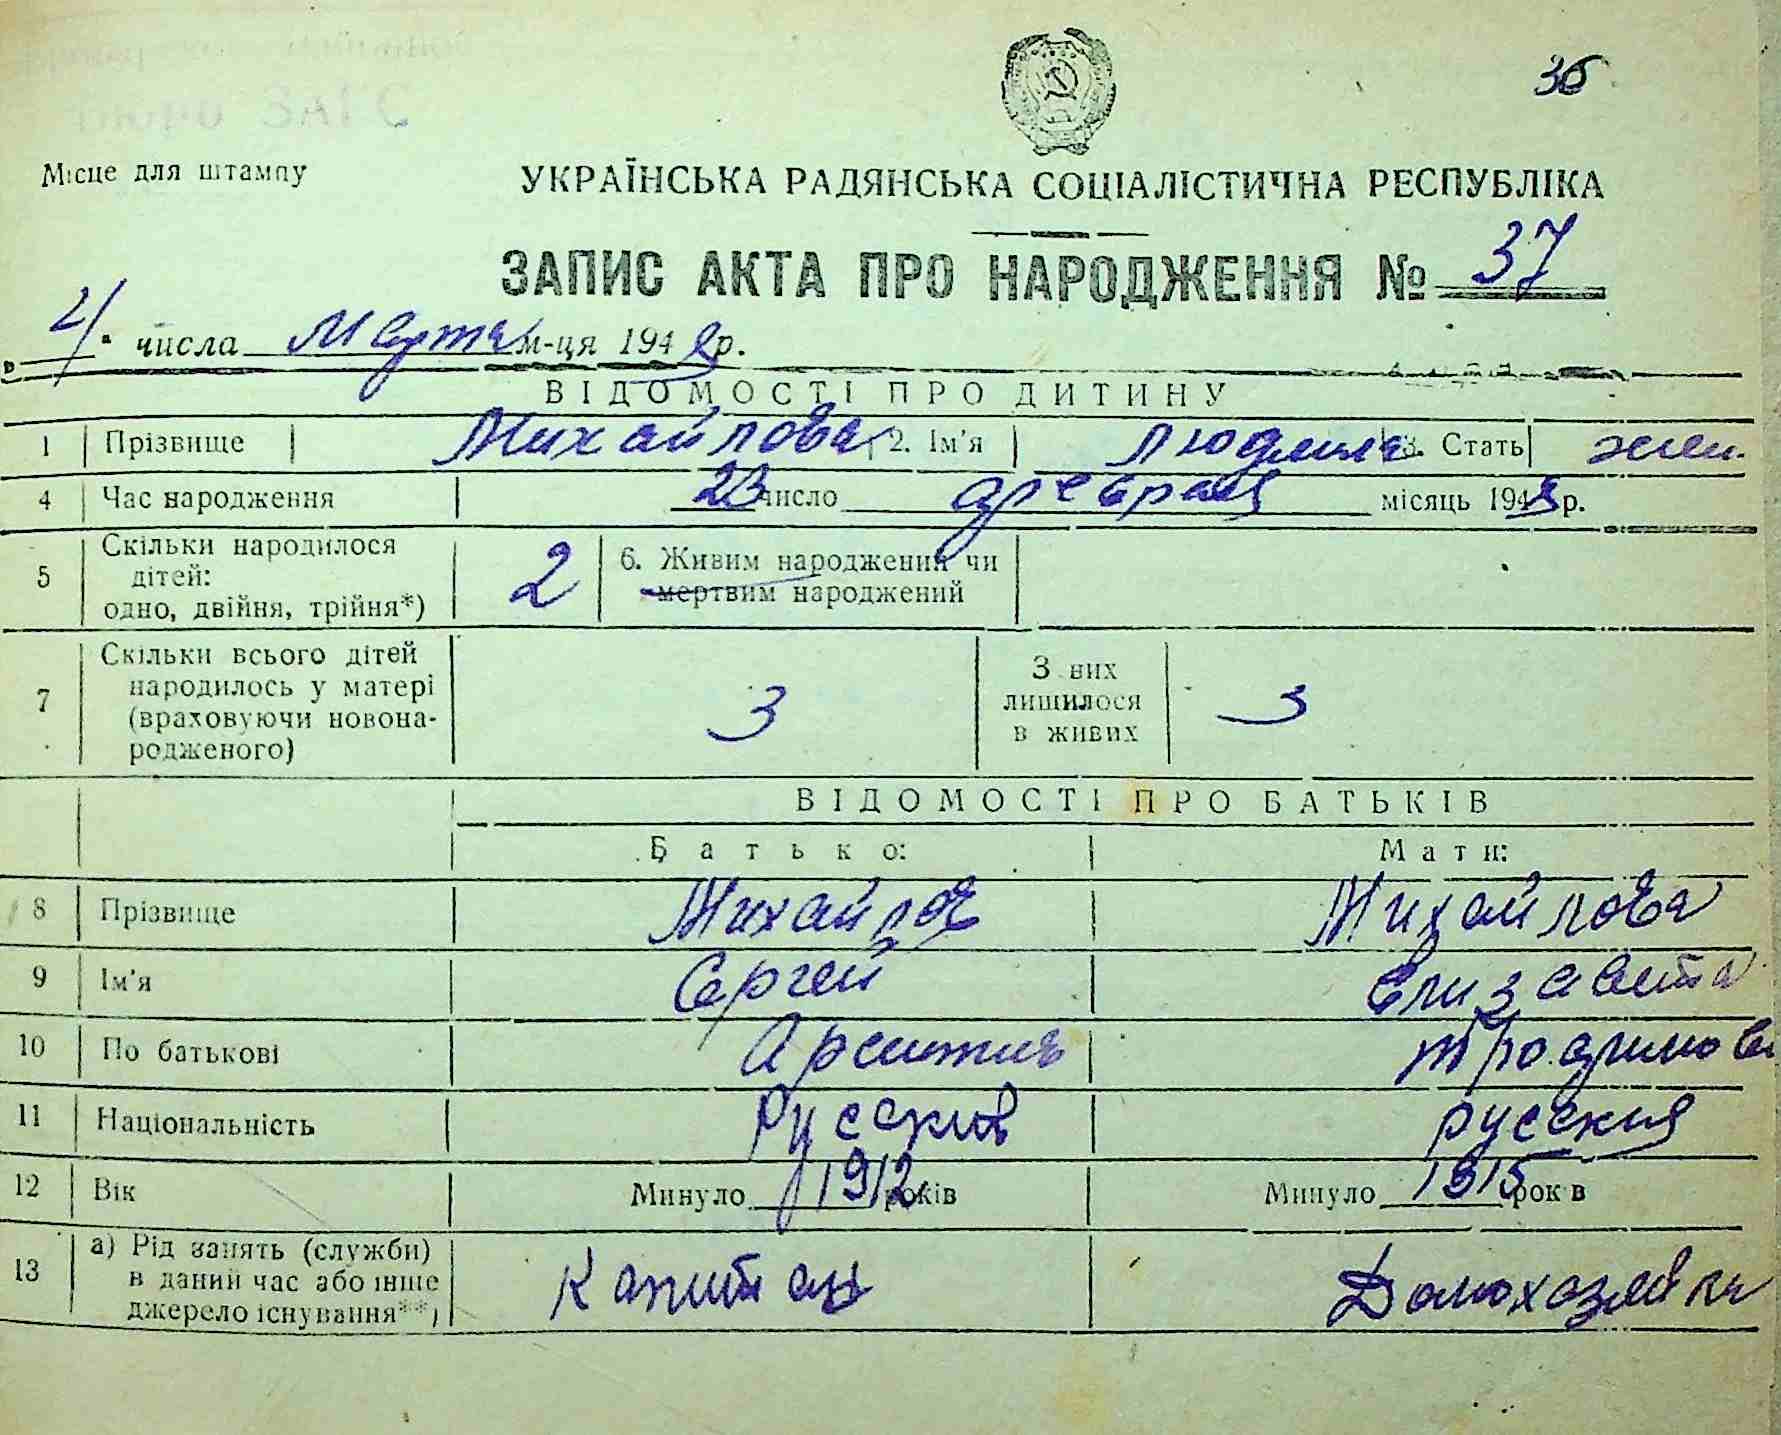 36
Місце для штампу
УКРАЇНСЬКА РАДЯНСЬКА СОЦІАЛІСТИЧНА РЕСПУБЛІКА
ЗАПИС АКТА ПРО НАРОДЖЕННЯ № 37
" 4 " числа Марта м-ця 1948 р.
ВІДОМОСТІ ПРО ДИТИНУ
1 Прізвище Михайлова 2. Ім'я Людмила 3. Стать жен.
4 Час народження 23 число февраля місяць 1948 р.
5 Скільки народилося дітей: одно, двійня, трійня*) 2 6. Живим народжений чи мертвим народжений
7 Скільки всього дітей народилось у матері (враховуючи новонародженого) 3 З них лишилося в живих 3
ВІДОМОСТІ ПРО БАТЬКІВ
Батько: Мати:
8 Прізвище Михайлов Михайлова
9 Ім'я Сергей Елизавета
10 По батькові Трофимов
11 Національність Русский русская
12 Вік Минуло 1912 років Минуло 1915 років
13 а) Рід занять (служби) в даний час або інше джерело існування**) Капитан Домохозяйка